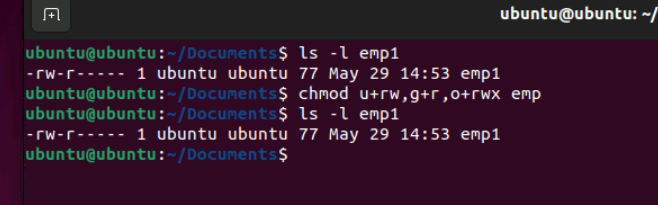 ubuntu@ubuntu: ~/
ubuntu@ubuntu:~/Documents$ ls -l emp1
-rw-r----- 1 ubuntu ubuntu 77 May 29 14:53 emp1
ubuntu@ubuntu:~/Documents$ chmod u+rw,g+r,o+rwx emp
ubuntu@ubuntu:~/Documents$ ls -l emp1
-rw-r----- 1 ubuntu ubuntu 77 May 29 14:53 emp1
ubuntu@ubuntu:~/Documents$